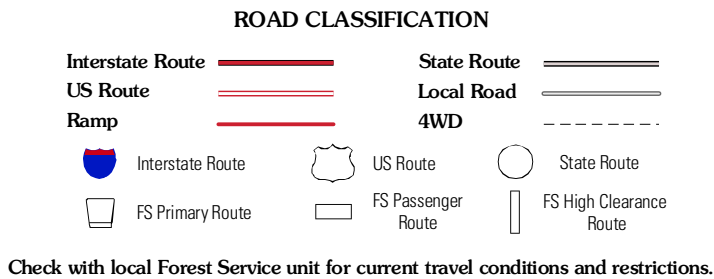 ROAD CLASSIFICATION
Interstate Route
State Route
US Route
Local Road
Ramp
4WD
Interstate Route
US Route
State Route
FS Primary Route
FS Passenger
Route
FS High Clearance
Route
Check with local Forest Service unit for current travel conditions and restrictions.